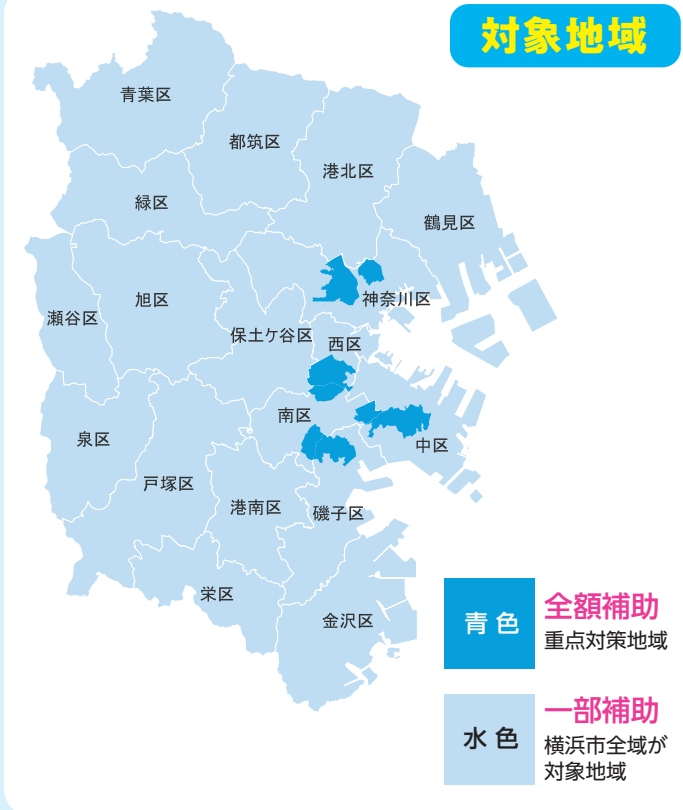 対象地域
青葉区
都筑区
港北区
緑区
鶴見区
旭区
神奈川区
瀬谷区
保土ケ谷区
西区
南区
泉区
中区
戸塚区
港南区
磯子区
栄区
金沢区
青色
全額補助
重点対策地域
水色
一部補助
横浜市全域が
対象地域